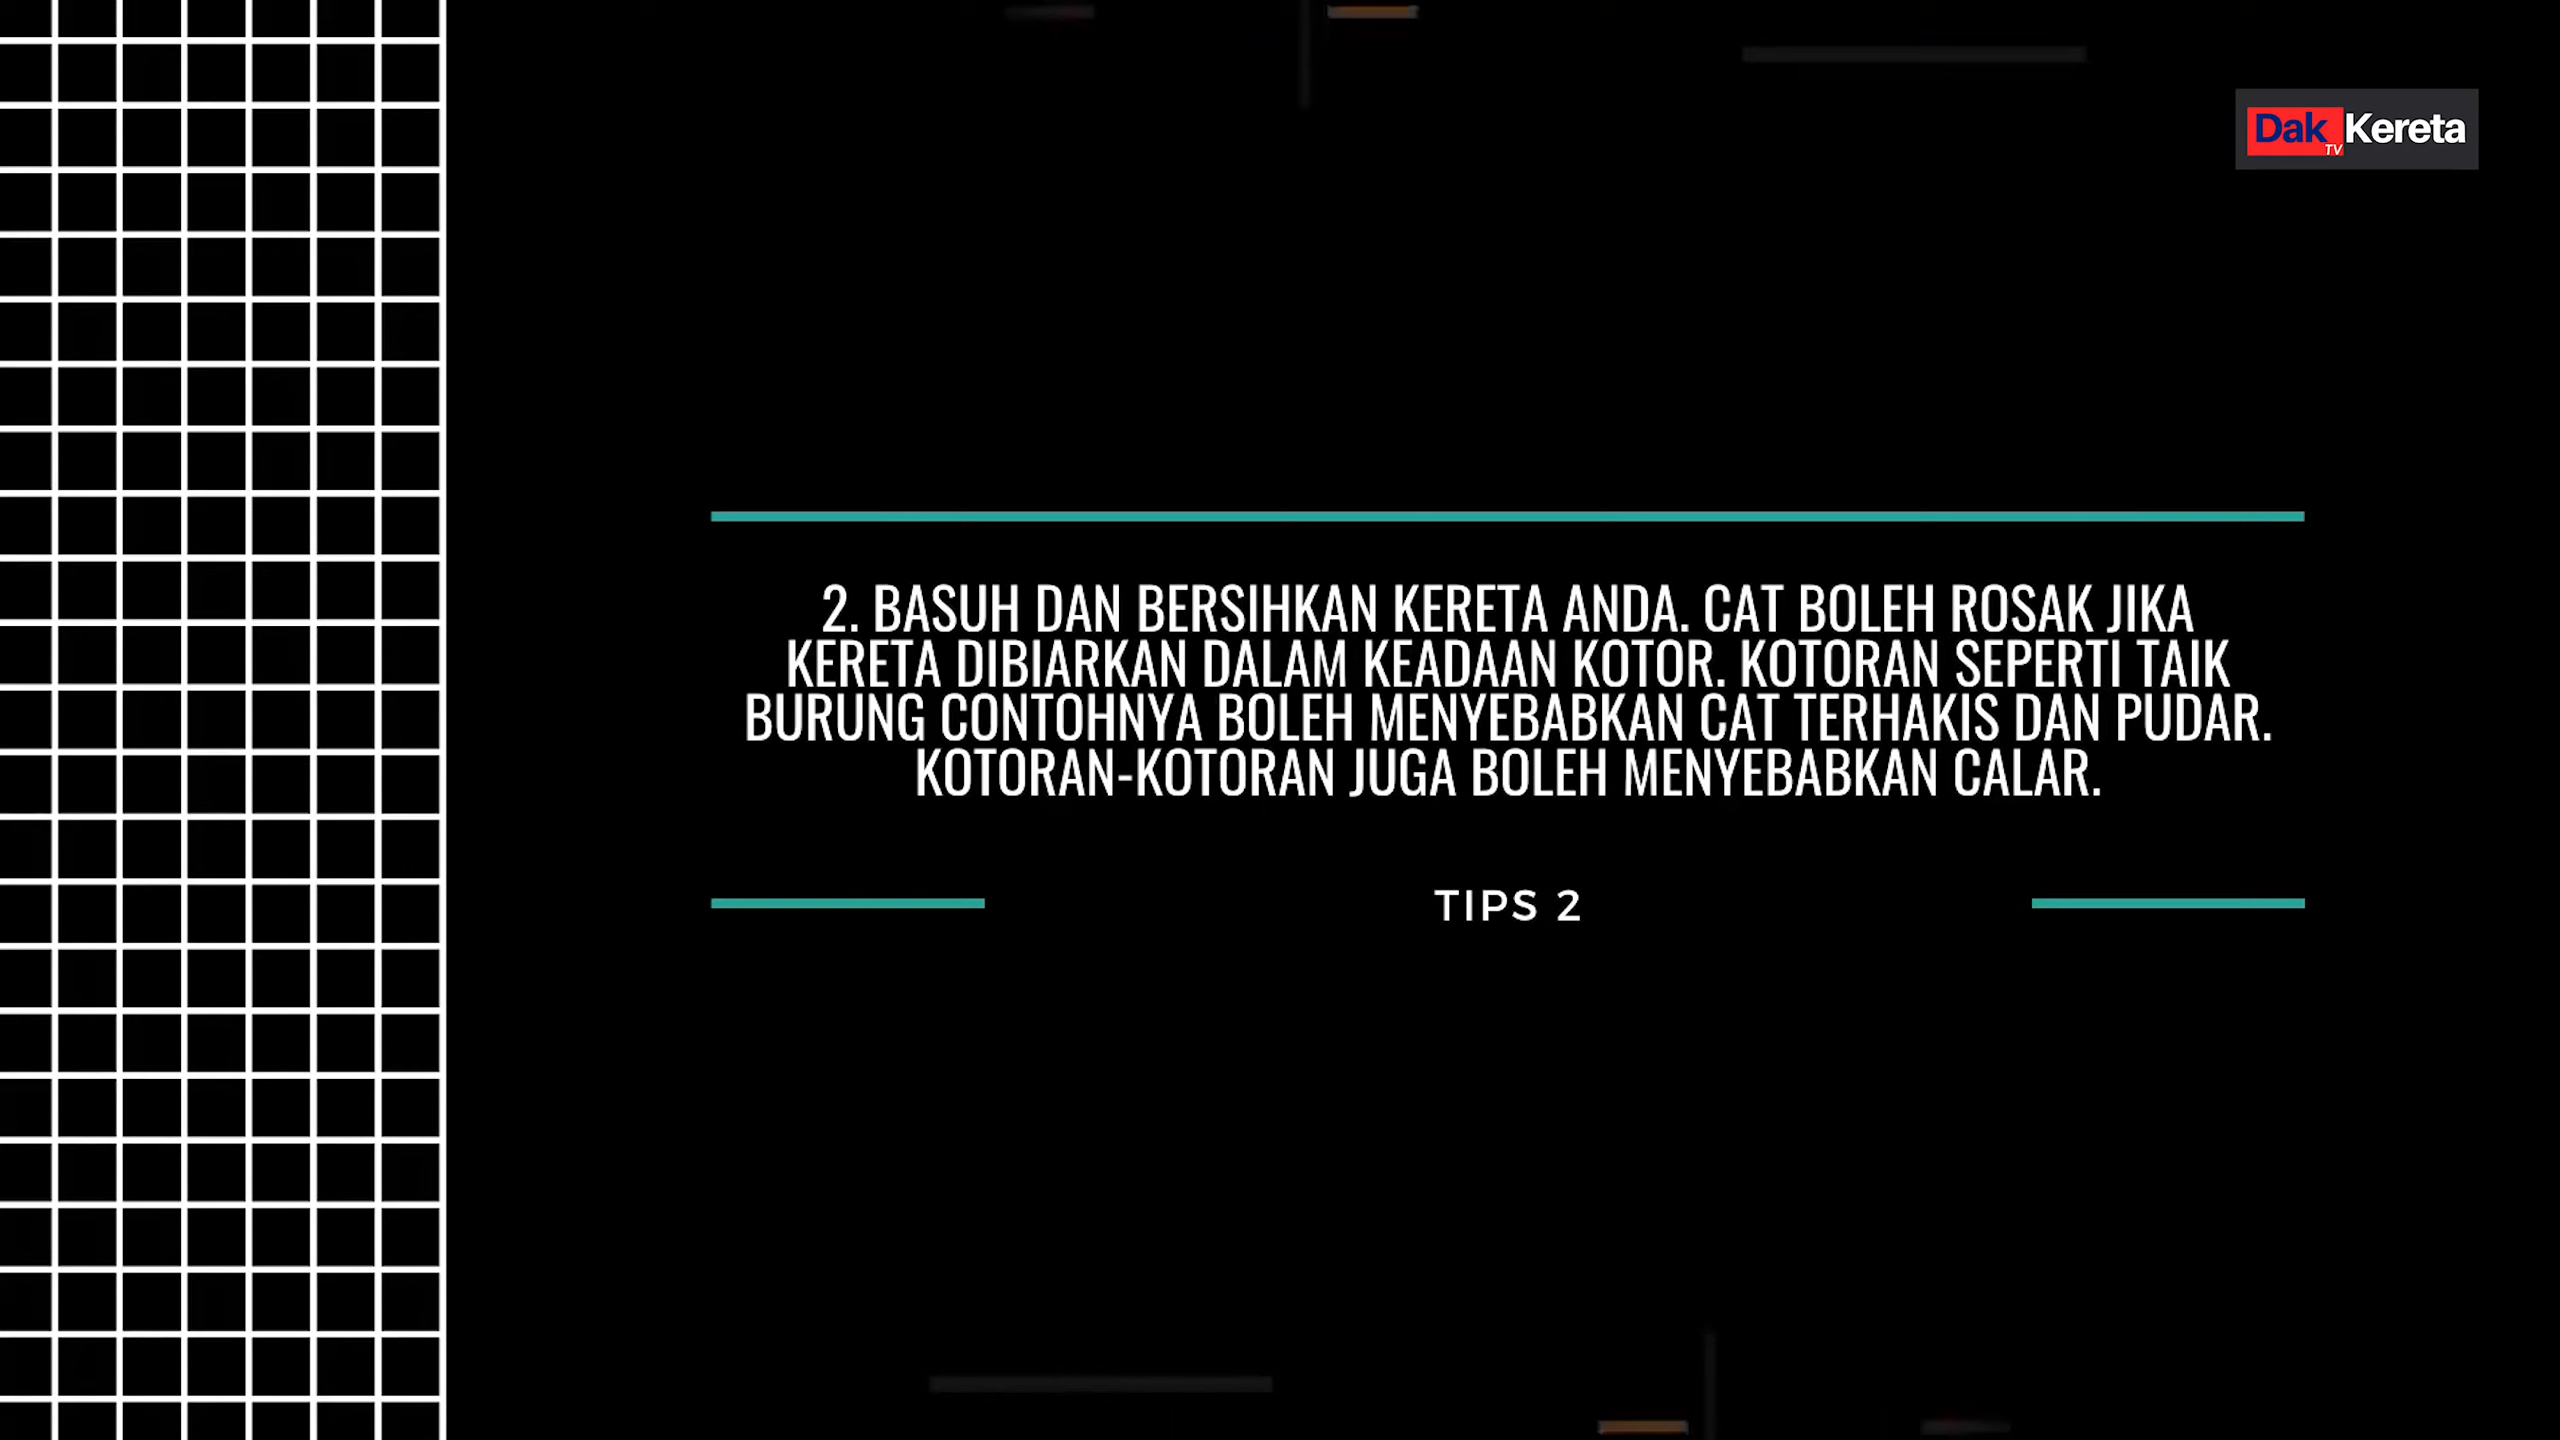 Dak Kereta
TV
2. BASUH DAN BERSIHKAN KERETA ANDA. CAT BOLEH ROSAK JIKA
KERETA DIBIARKAN DALAM KEADAAN KOTOR. KOTORAN SEPERTI TAIK
BURUNG CONTOHNYA BOLEH MENYEBABKAN CAT TERHAKIS DAN PUDAR.
KOTORAN-KOTORAN JUGA BOLEH MENYEBABKAN CALAR.
TIPS 2